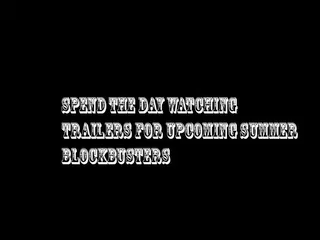 SPEND THE DAY WATCHING
TRAILERS FOR UPCOMING SUMMER
BLOCKBUSTERS